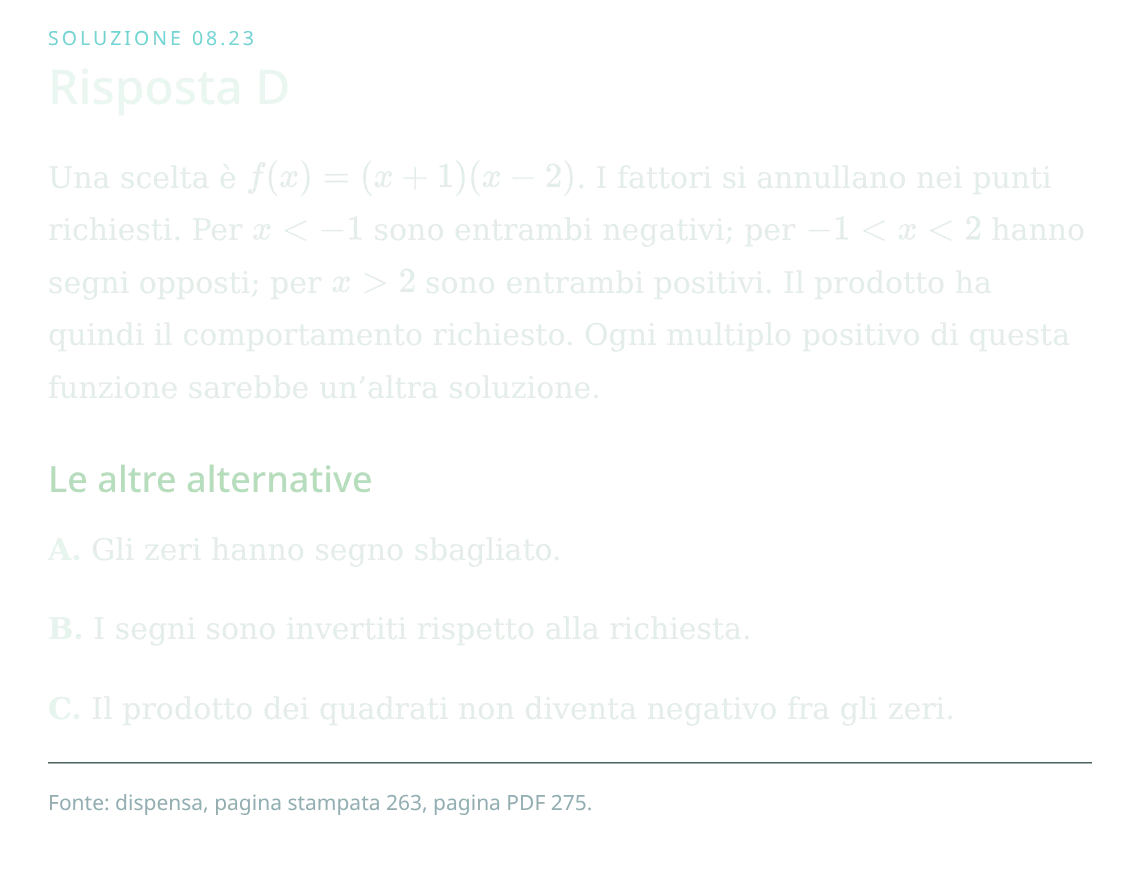 SOLUZIONE 08.23
Risposta D
Una scelta è f(x) = (x + 1)(x − 2). I fattori si annullano nei punti
richiesti. Per x < −1 sono entrambi negativi; per −1 < x < 2 hanno
segni opposti; per x > 2 sono entrambi positivi. Il prodotto ha
quindi il comportamento richiesto. Ogni multiplo positivo di questa
funzione sarebbe un’altra soluzione.
Le altre alternative
A. Gli zeri hanno segno sbagliato.
B. I segni sono invertiti rispetto alla richiesta.
C. Il prodotto dei quadrati non diventa negativo fra gli zeri.
Fonte: dispensa, pagina stampata 263, pagina PDF 275.